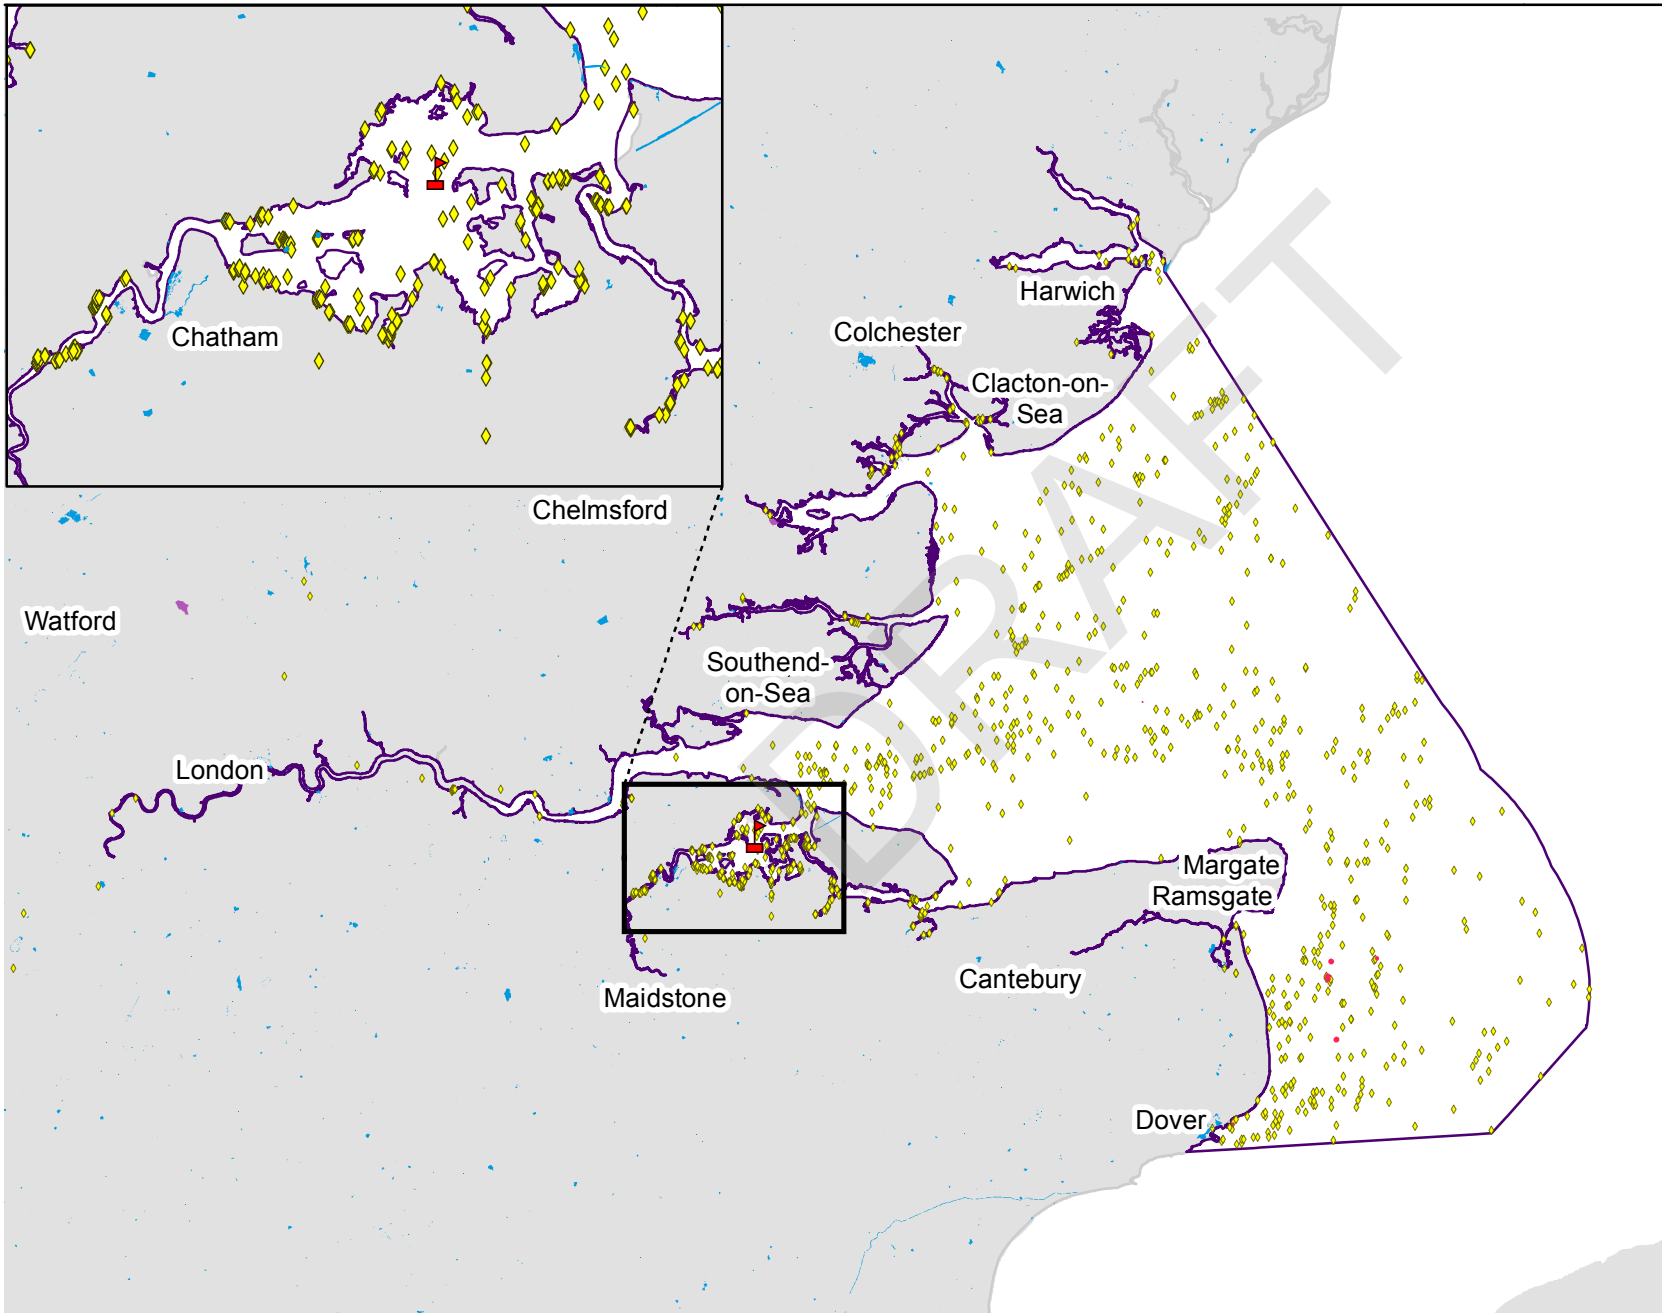 Chatham
Harwich
Colchester
Clacton-on-
Sea
Chelmsford
Watford
Southend-
on-Sea
London
Margate
Ramsgate
Cantebury
Maidstone
Dover
DRAFT